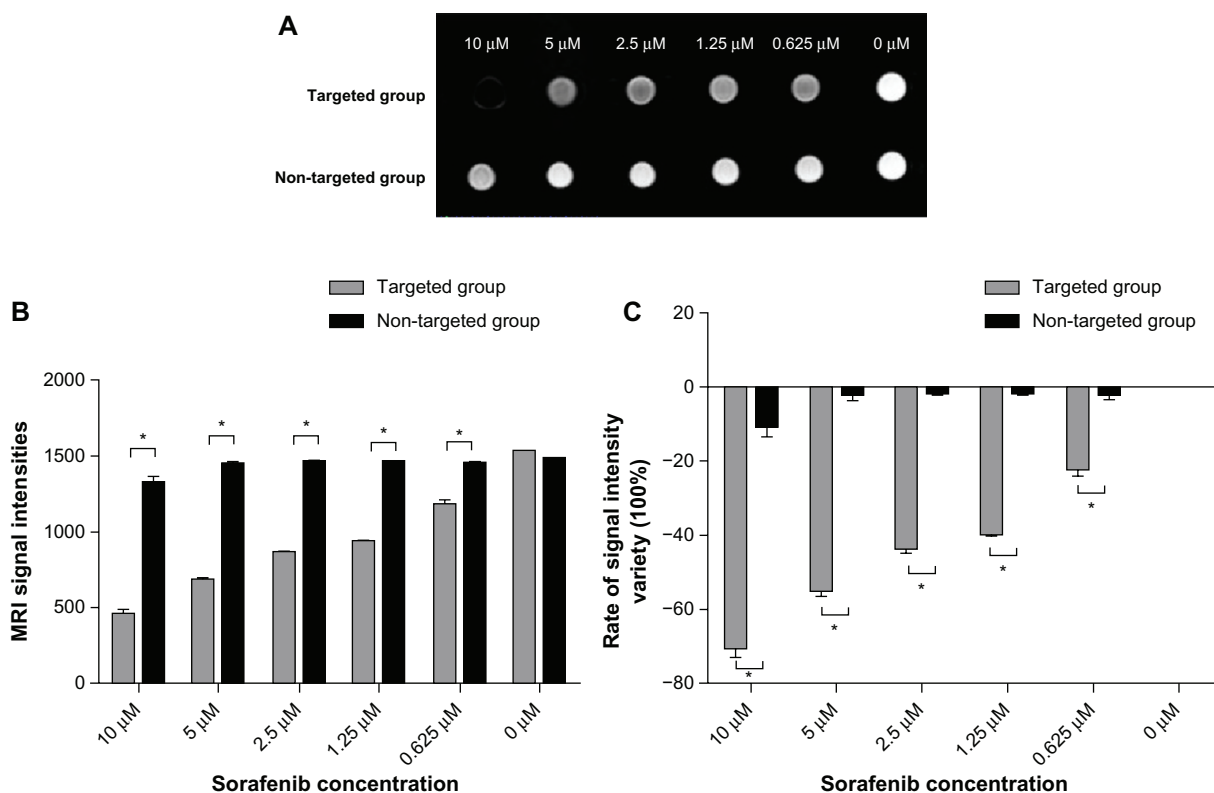 A
10 μM 5 μM 2.5 μM 1.25 μM 0.625 μM 0 μM
Targeted group
Non-targeted group
B
Targeted group
Non-targeted group
MRI signal intensities
2000
1500
1000
500
0
* * * * *
10 μM 5 μM 2.5 μM 1.25 μM 0.625 μM 0 μM
Sorafenib concentration
C
Targeted group
Non-targeted group
Rate of signal intensity
variety (100%)
20
0
−20
−40
−60
−80
* * * * *
10 μM 5 μM 2.5 μM 1.25 μM 0.625 μM 0 μM
Sorafenib concentration